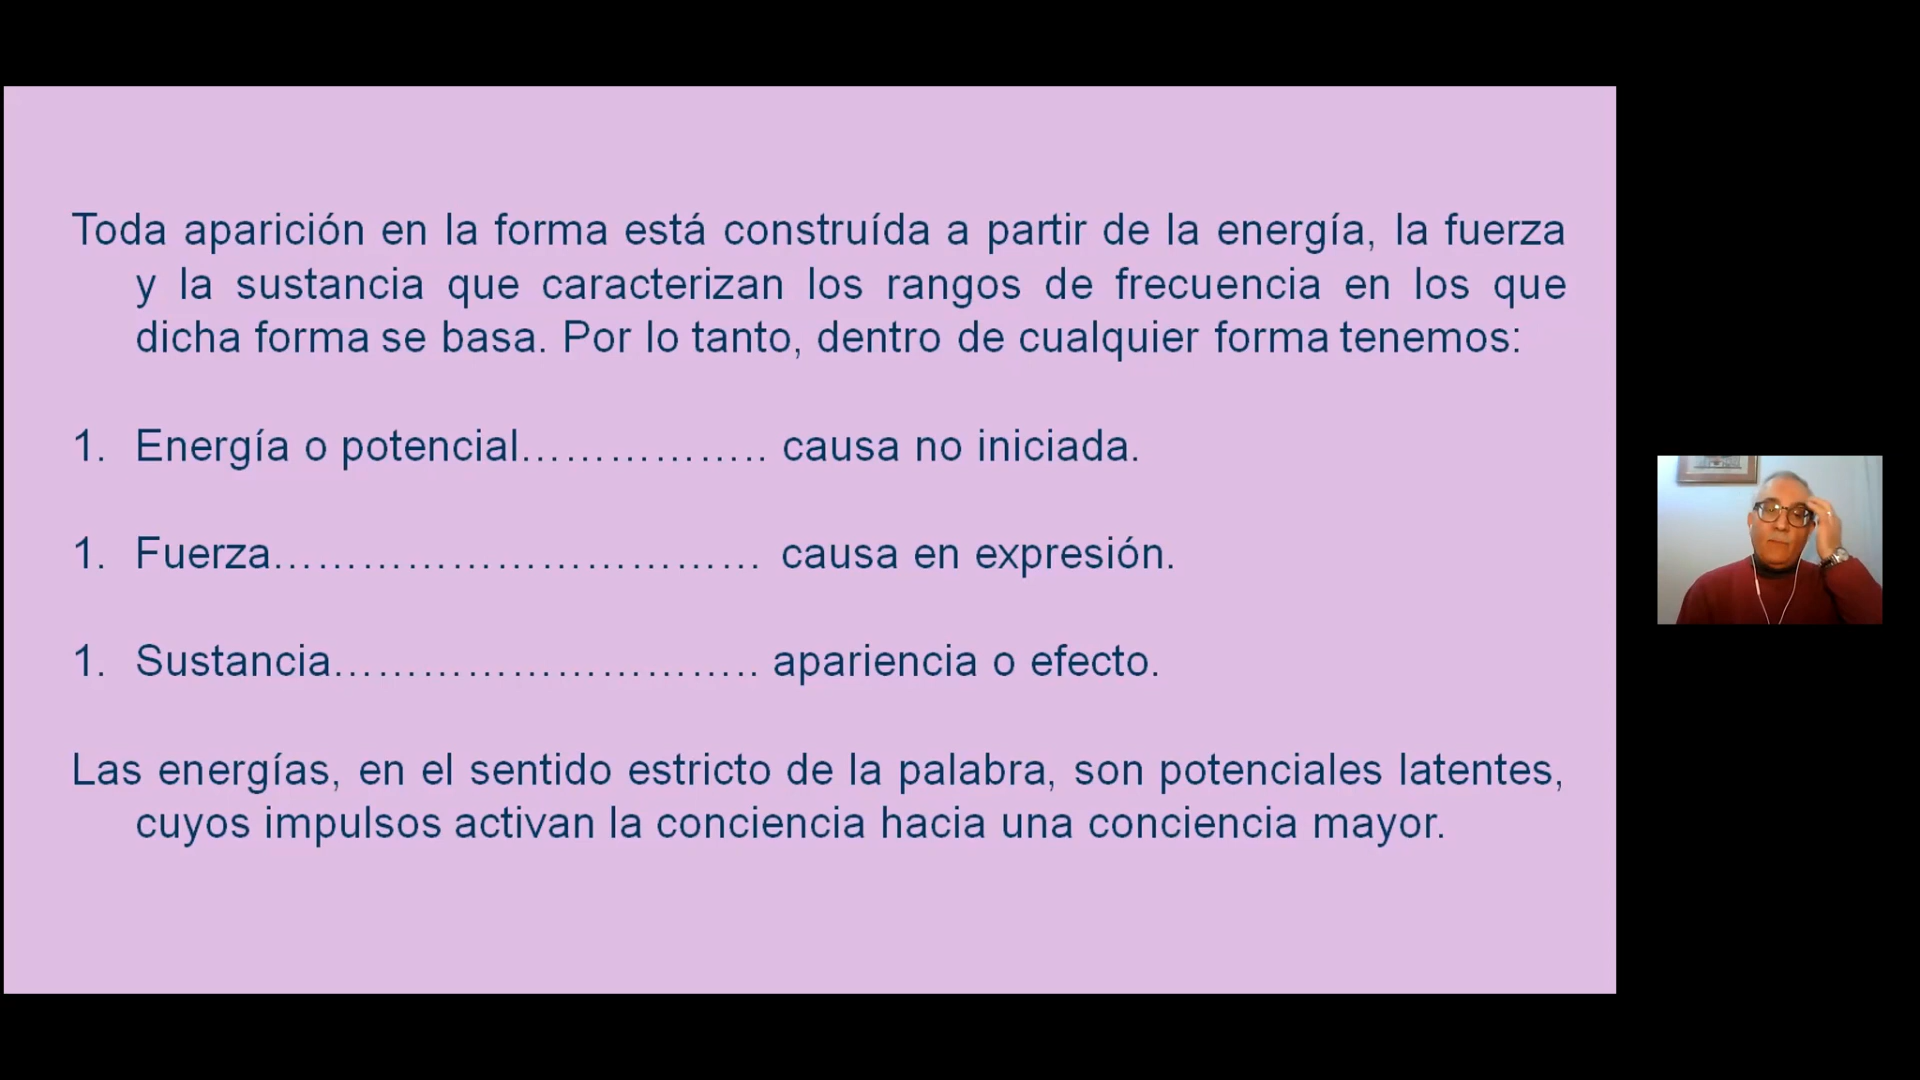 Toda aparición en la forma está construída a partir de la energía, la fuerza
y la sustancia que caracterizan los rangos de frecuencia en los que
dicha forma se basa. Por lo tanto, dentro de cualquier forma tenemos:
1. Energía o potencial…………….. causa no iniciada.
1. Fuerza…………………………… causa en expresión.
1. Sustancia……………………….. apariencia o efecto.
Las energías, en el sentido estricto de la palabra, son potenciales latentes,
cuyos impulsos activan la conciencia hacia una conciencia mayor.